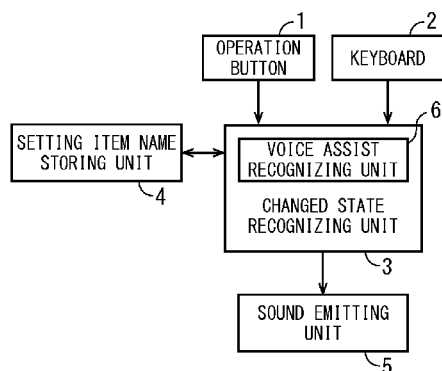 1
2
OPERATION
BUTTON
KEYBOARD
6
SETTING ITEM NAME
STORING UNIT
4
VOICE ASSIST
RECOGNIZING UNIT
CHANGED STATE
RECOGNIZING UNIT
3
SOUND EMITTING
UNIT
5